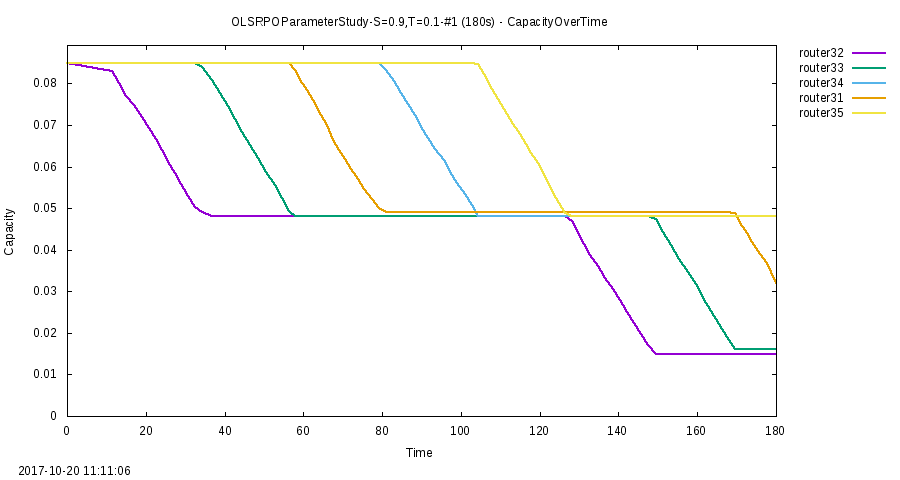 OLSRPOParameterStudy-S=0.9,T=0.1-#1 (180s) - CapacityOverTime
router32
router33
router34
router31
router35
0.08
0.07
0.06
0.05
0.04
0.03
0.02
0.01
0
Capacity
0 20 40 60 80 100 120 140 160 180
Time
2017-10-20 11:11:06